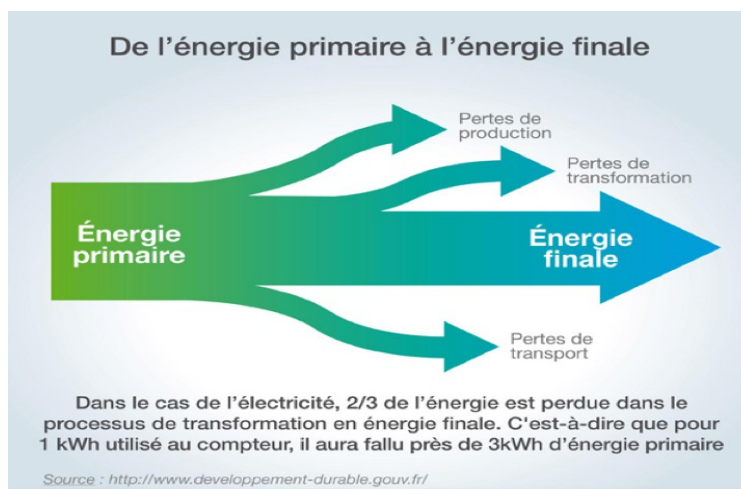 De l'énergie primaire à l'énergie finale
Pertes de
production
Pertes de
transformation
Énergie
primaire
Énergie
finale
Pertes de
transport
Dans le cas de l'électricité, 2/3 de l'énergie est perdue dans le
processus de transformation en énergie finale. C'est-à-dire que pour
1 kWh utilisé au compteur, il aura fallu près de 3kWh d'énergie primaire
Source : http://www.developpement-durable.gouv.fr/